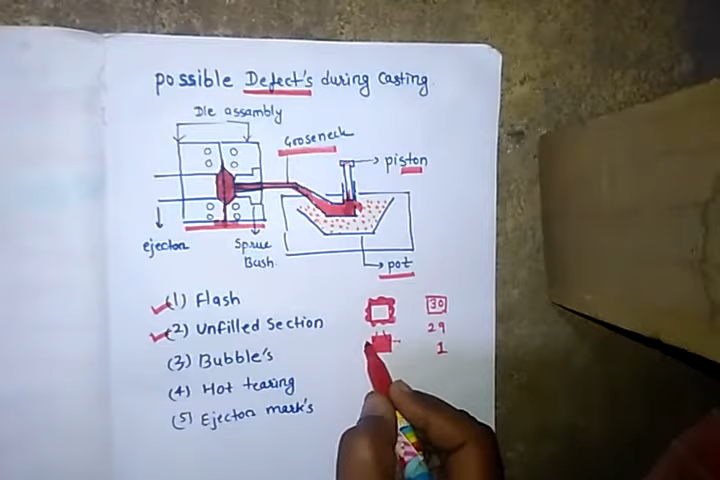 possible Defect's during Casting.
Die assembly
Gooseneck
piston
ejector
Sprue
Bush.
pot
(1) Flash
(2) Unfilled Section
(3) Bubble's
(4) Hot tearing
(5) Ejector mark's
30
29
1